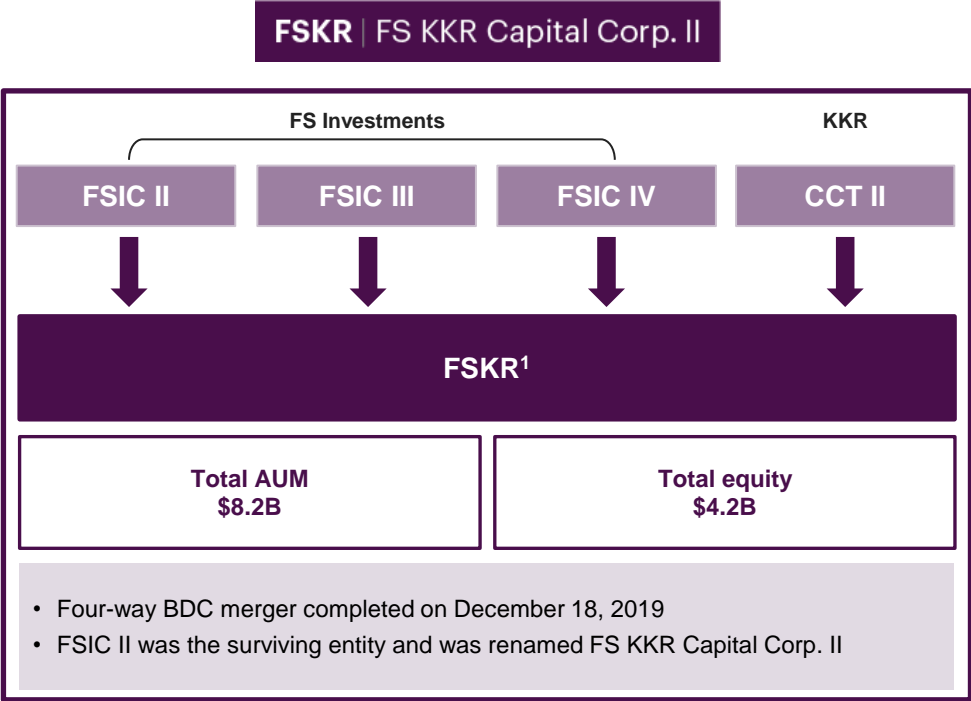 FSKR | FS KKR Capital Corp. II
FS Investments
KKR
FSIC II
FSIC III
FSIC IV
CCT II
FSKR¹
Total AUM
$8.2B
Total equity
$4.2B
• Four-way BDC merger completed on December 18, 2019
• FSIC II was the surviving entity and was renamed FS KKR Capital Corp. II